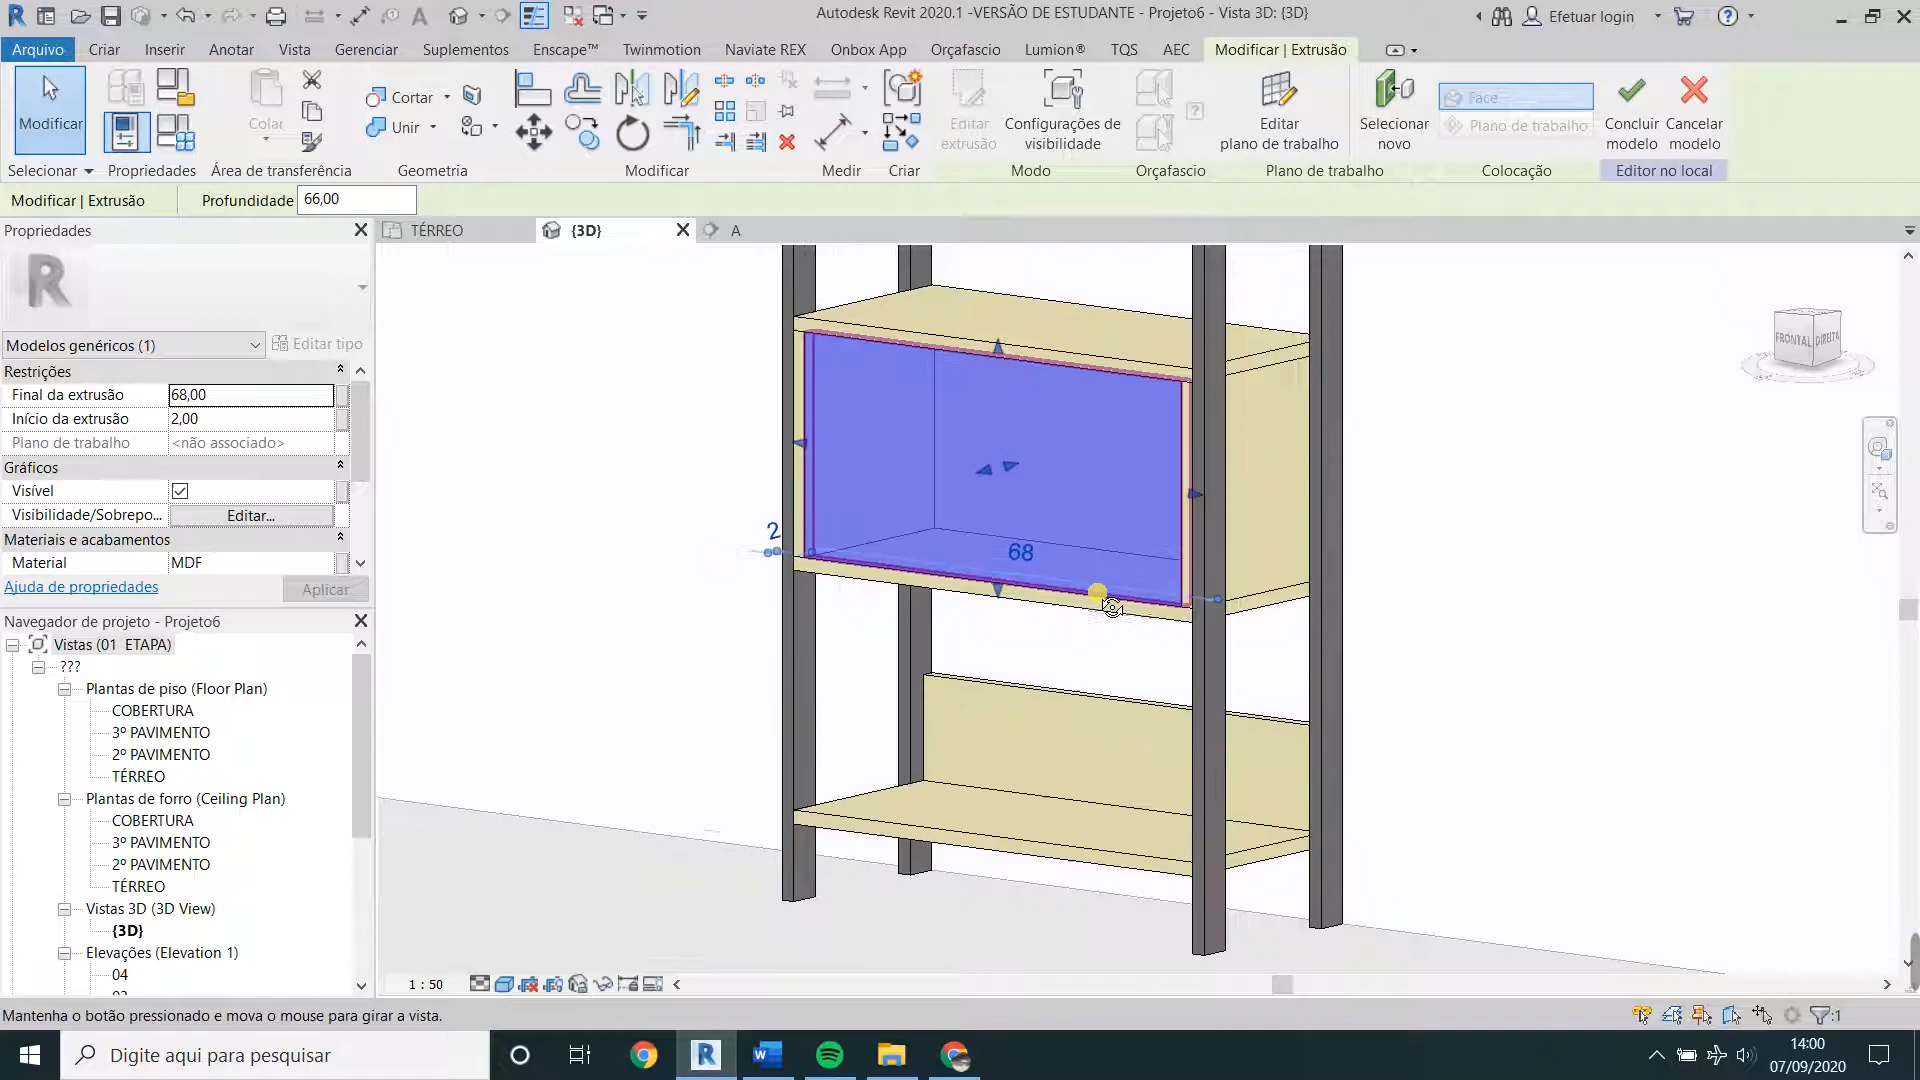 Autodesk Revit 2020.1 -VERSÃO DE ESTUDANTE - Projeto6 - Vista 3D: {3D}
Efetuar login
Arquivo Criar Inserir Anotar Vista Gerenciar Suplementos Enscape™ Twinmotion Naviate REX Onbox App Orçafascio Lumion® TQS AEC Modificar | Extrusão
Modificar
Colar
Cortar
Unir
Editar extrusão
Configurações de visibilidade
Editar plano de trabalho
Selecionar novo
Face
Plano de trabalho
Concluir modelo
Cancelar modelo
Selecionar Propriedades Área de transferência Geometria Modificar Medir Criar Modo Orçafascio Plano de trabalho Colocação Editor no local
Modificar | Extrusão Profundidade 66,00
Propriedades
TÉRREO {3D} A
Modelos genéricos (1) Editar tipo
Restrições
Final da extrusão 68,00
Início da extrusão 2,00
Plano de trabalho <não associado>
Gráficos
Visível
Visibilidade/Sobrepo... Editar...
Materiais e acabamentos
Material MDF
Ajuda de propriedades Aplicar
Navegador de projeto - Projeto6
Vistas (01_ETAPA)
???
Plantas de piso (Floor Plan)
COBERTURA
3º PAVIMENTO
2º PAVIMENTO
TÉRREO
Plantas de forro (Ceiling Plan)
COBERTURA
3º PAVIMENTO
2º PAVIMENTO
TÉRREO
Vistas 3D (3D View)
{3D}
Elevações (Elevation 1)
04
2
68
FRONTAL DIREITA
1 : 50
Mantenha o botão pressionado e mova o mouse para girar a vista.
:1
Digite aqui para pesquisar
14:00
07/09/2020